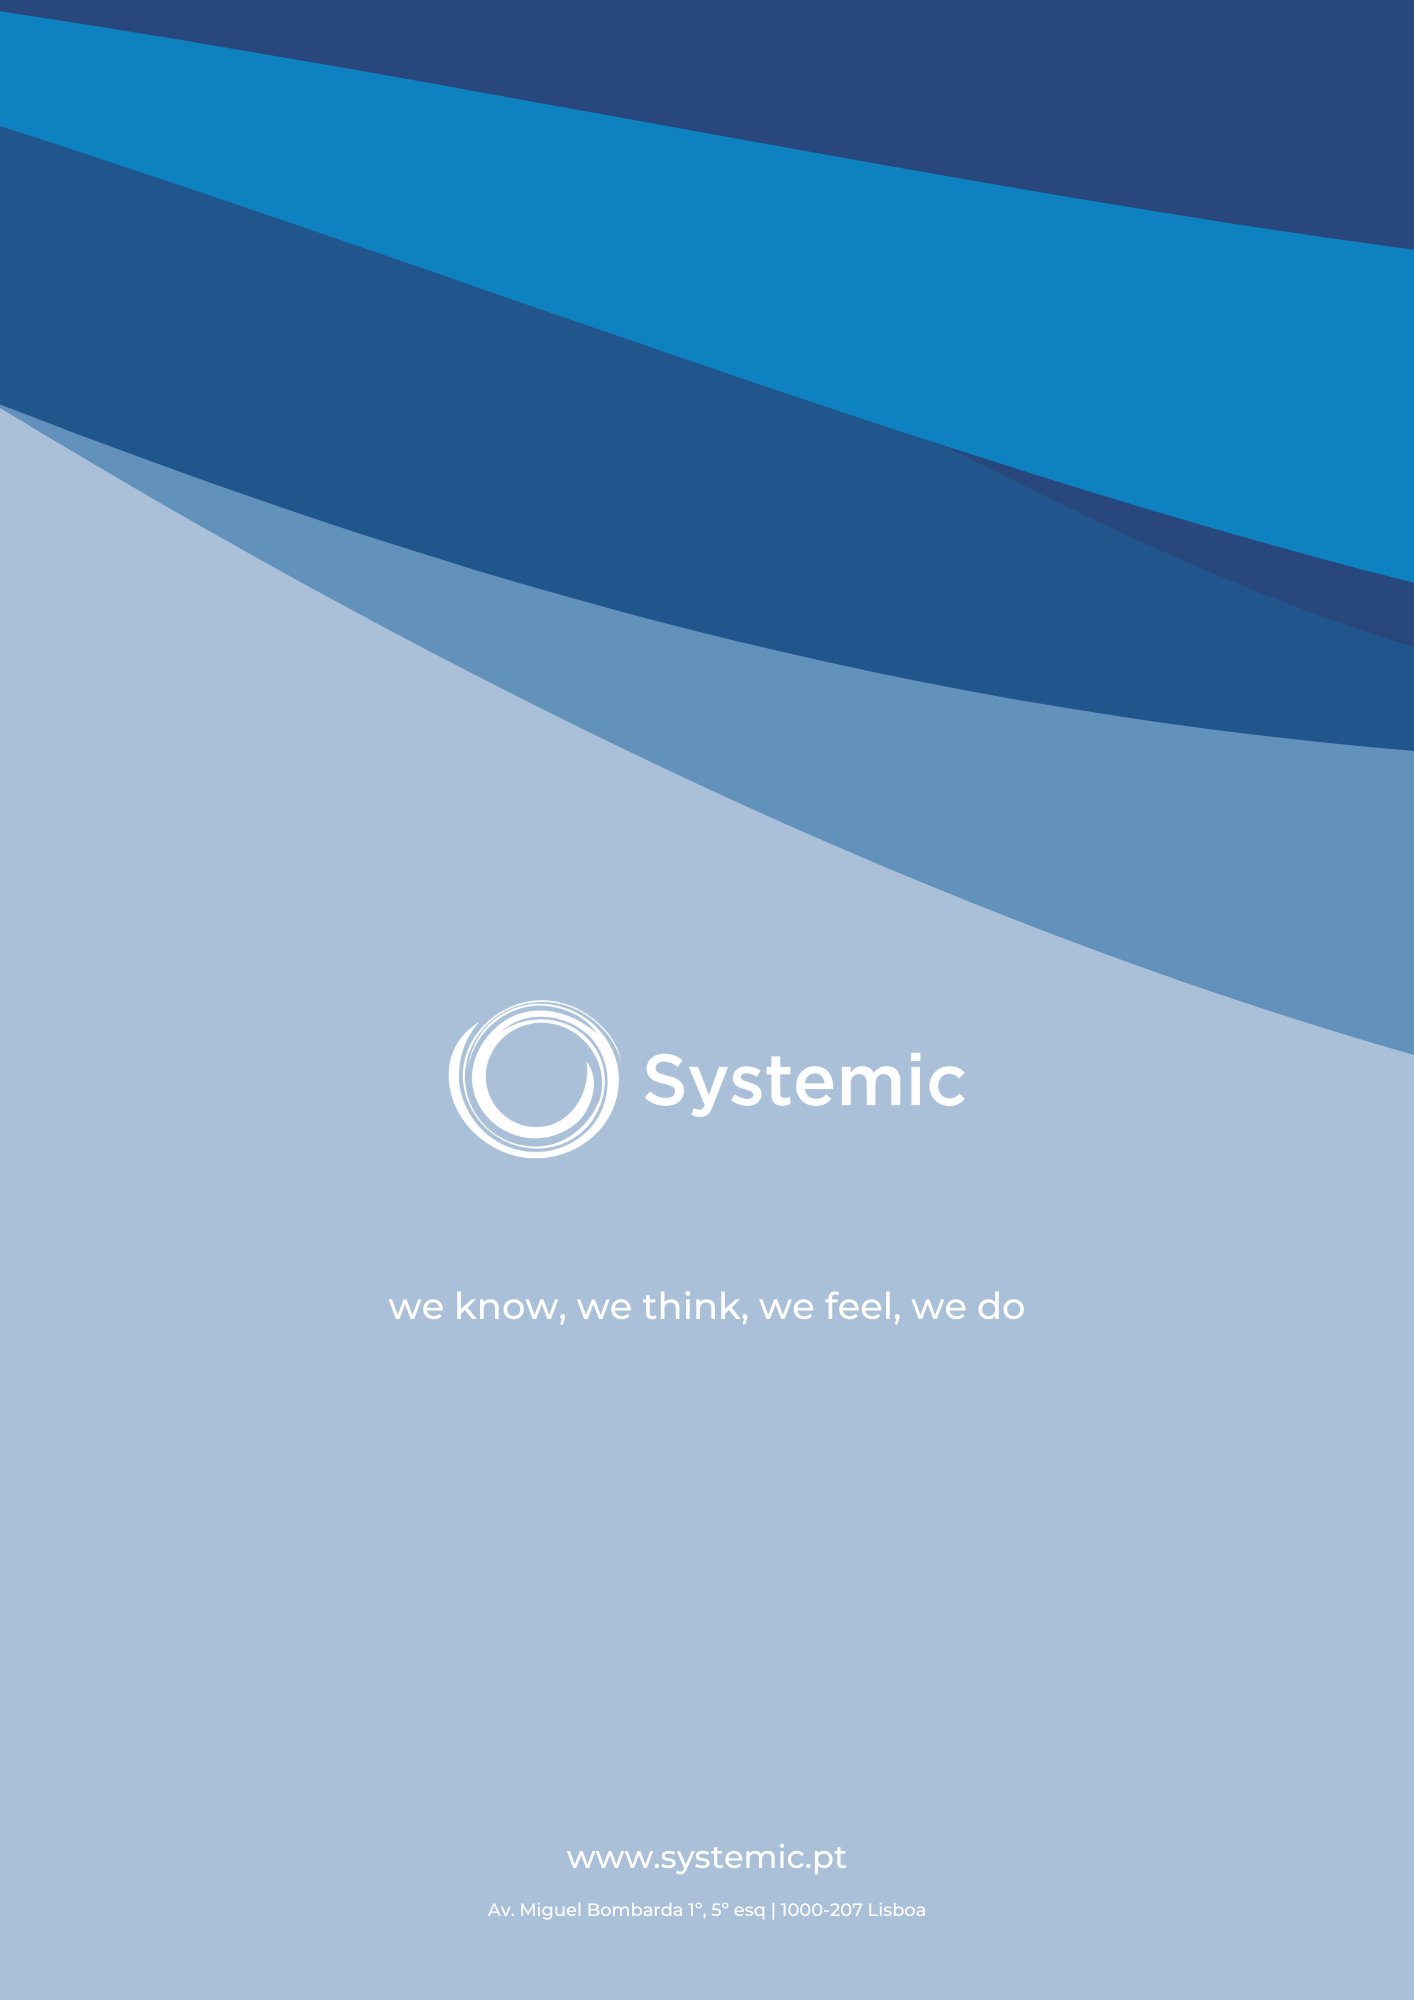 Systemic
we know, we think, we feel, we do
www.systemic.pt
Av. Miguel Bombarda 1º, 5º esq | 1000-207 Lisboa